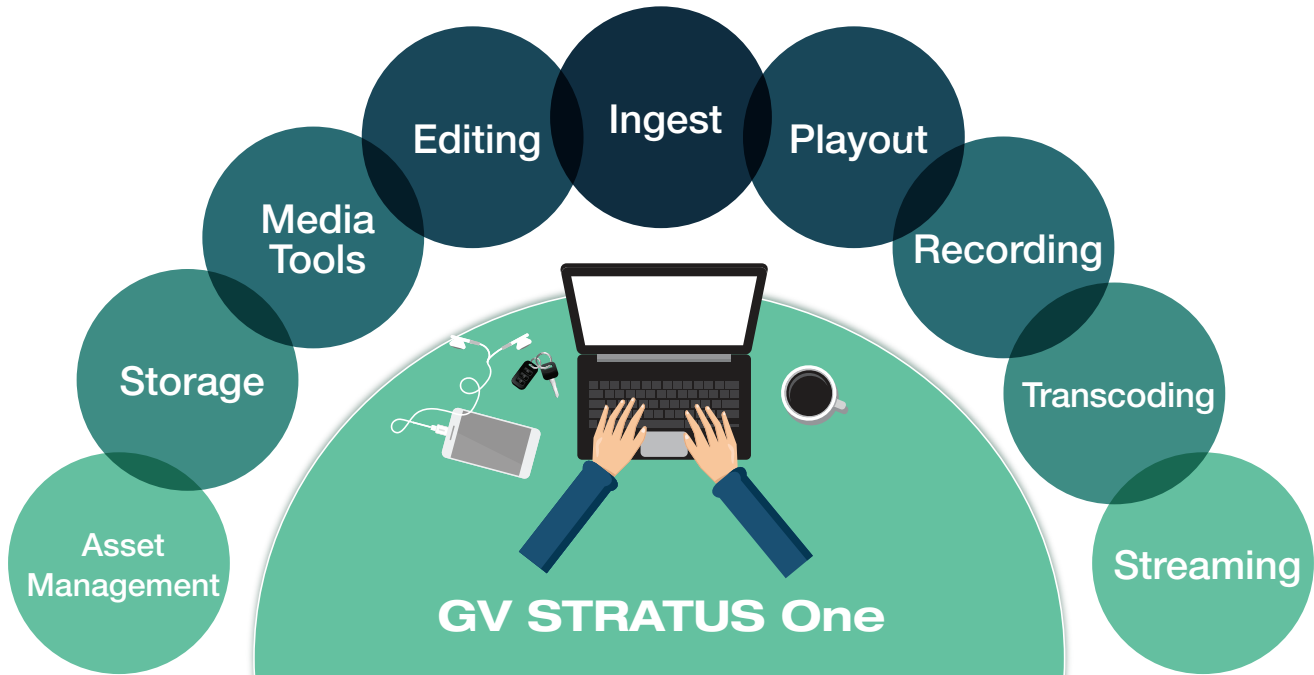 Asset
Management
Storage
Media
Tools
Editing
Ingest
Playout
Recording
Transcoding
Streaming
GV STRATUS One